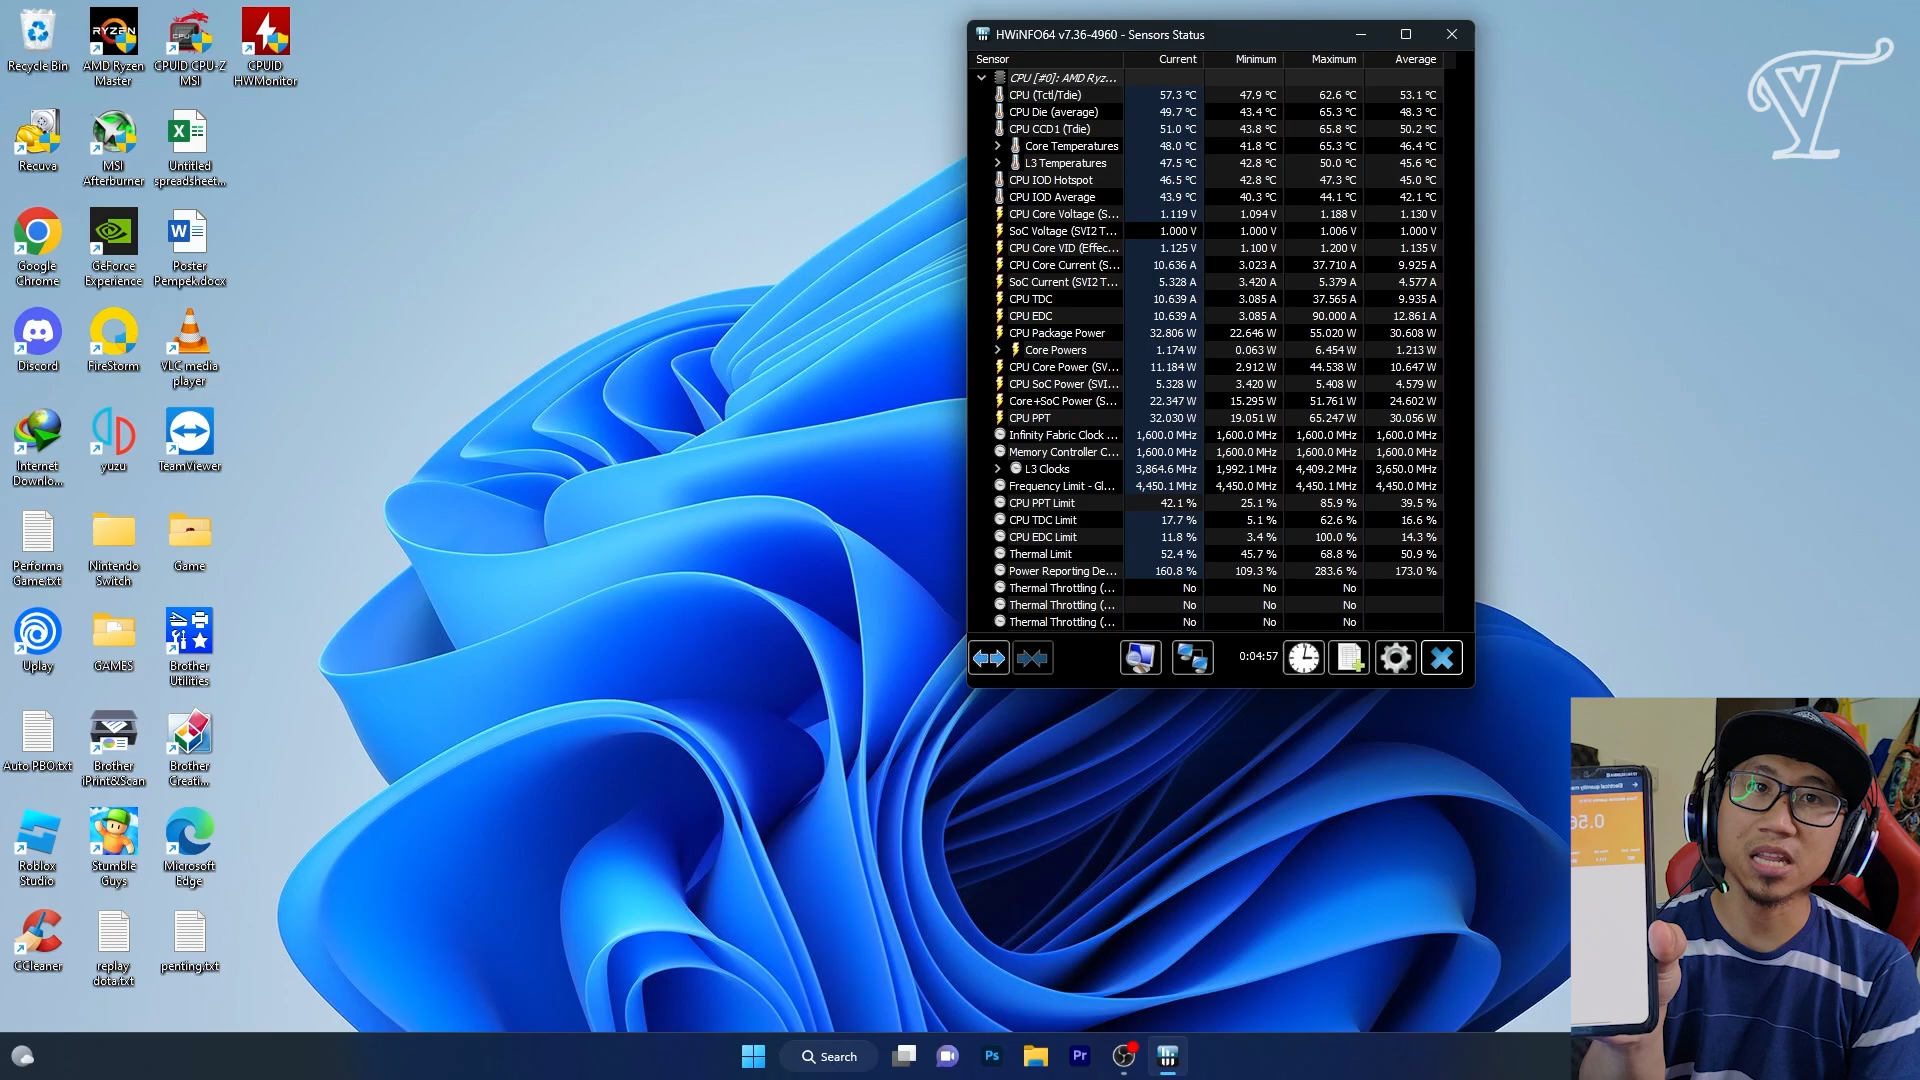 Recycle Bin
AMD Ryzen
Master
CPUID CPU-Z
MSI
CPUID
HWMonitor
Recuva
MSI
Afterburner
Untitled
spreadsheet...
Google
Chrome
GeForce
Experience
Poster
Pempek.docx
Discord
FireStorm
VLC media
player
Internet
Downlo...
yuzu
TeamViewer
Performa
Game.txt
Nintendo
Switch
Game
Uplay
GAMES
Brother
Utilities
Auto PBO.txt
Brother
iPrint&Scan
Brother
Creati...
Roblox
Studio
Stumble
Guys
Microsoft
Edge
CCleaner
replay
dota.txt
penting.txt
HWiNFO64 v7.36-4960 - Sensors Status
Sensor Current Minimum Maximum Average
CPU [#0]: AMD Ryz...
CPU (Tctl/Tdie) 57.3 °C 47.9 °C 62.6 °C 53.1 °C
CPU Die (average) 49.7 °C 43.4 °C 65.3 °C 48.3 °C
CPU CCD1 (Tdie) 51.0 °C 43.8 °C 65.8 °C 50.2 °C
Core Temperatures 48.0 °C 41.8 °C 65.3 °C 46.4 °C
L3 Temperatures 47.5 °C 42.8 °C 50.0 °C 45.6 °C
CPU IOD Hotspot 46.5 °C 42.8 °C 47.3 °C 45.0 °C
CPU IOD Average 43.9 °C 40.3 °C 44.1 °C 42.1 °C
CPU Core Voltage (S... 1.119 V 1.094 V 1.188 V 1.130 V
SoC Voltage (SVI2 T... 1.000 V 1.000 V 1.006 V 1.000 V
CPU Core VID (Effec... 1.125 V 1.100 V 1.200 V 1.135 V
CPU Core Current (S... 10.636 A 3.023 A 37.710 A 9.925 A
SoC Current (SVI2 T... 5.328 A 3.420 A 5.379 A 4.577 A
CPU TDC 10.639 A 3.085 A 37.565 A 9.935 A
CPU EDC 10.639 A 3.085 A 90.000 A 12.861 A
CPU Package Power 32.806 W 22.646 W 55.020 W 30.608 W
Core Powers 1.174 W 0.063 W 6.454 W 1.213 W
CPU Core Power (SV... 11.184 W 2.912 W 44.538 W 10.647 W
CPU SoC Power (SVI... 5.328 W 3.420 W 5.408 W 4.579 W
Core+SoC Power (S... 22.347 W 15.295 W 51.761 W 24.602 W
CPU PPT 32.030 W 19.051 W 65.247 W 30.056 W
Infinity Fabric Clock ... 1,600.0 MHz 1,600.0 MHz 1,600.0 MHz 1,600.0 MHz
Memory Controller C... 1,600.0 MHz 1,600.0 MHz 1,600.0 MHz 1,600.0 MHz
L3 Clocks 3,864.6 MHz 1,992.1 MHz 4,409.2 MHz 3,650.0 MHz
Frequency Limit - Gl... 4,450.1 MHz 4,450.0 MHz 4,450.1 MHz 4,450.0 MHz
CPU PPT Limit 42.1 % 25.1 % 85.9 % 39.5 %
CPU TDC Limit 17.7 % 5.1 % 62.6 % 16.6 %
CPU EDC Limit 11.8 % 3.4 % 100.0 % 14.3 %
Thermal Limit 52.4 % 45.7 % 68.8 % 50.9 %
Power Reporting De... 160.8 % 109.3 % 283.6 % 173.0 %
Thermal Throttling (... No No No
Thermal Throttling (... No No No
Thermal Throttling (... No No No
0:04:57
Search
Ps
Pr